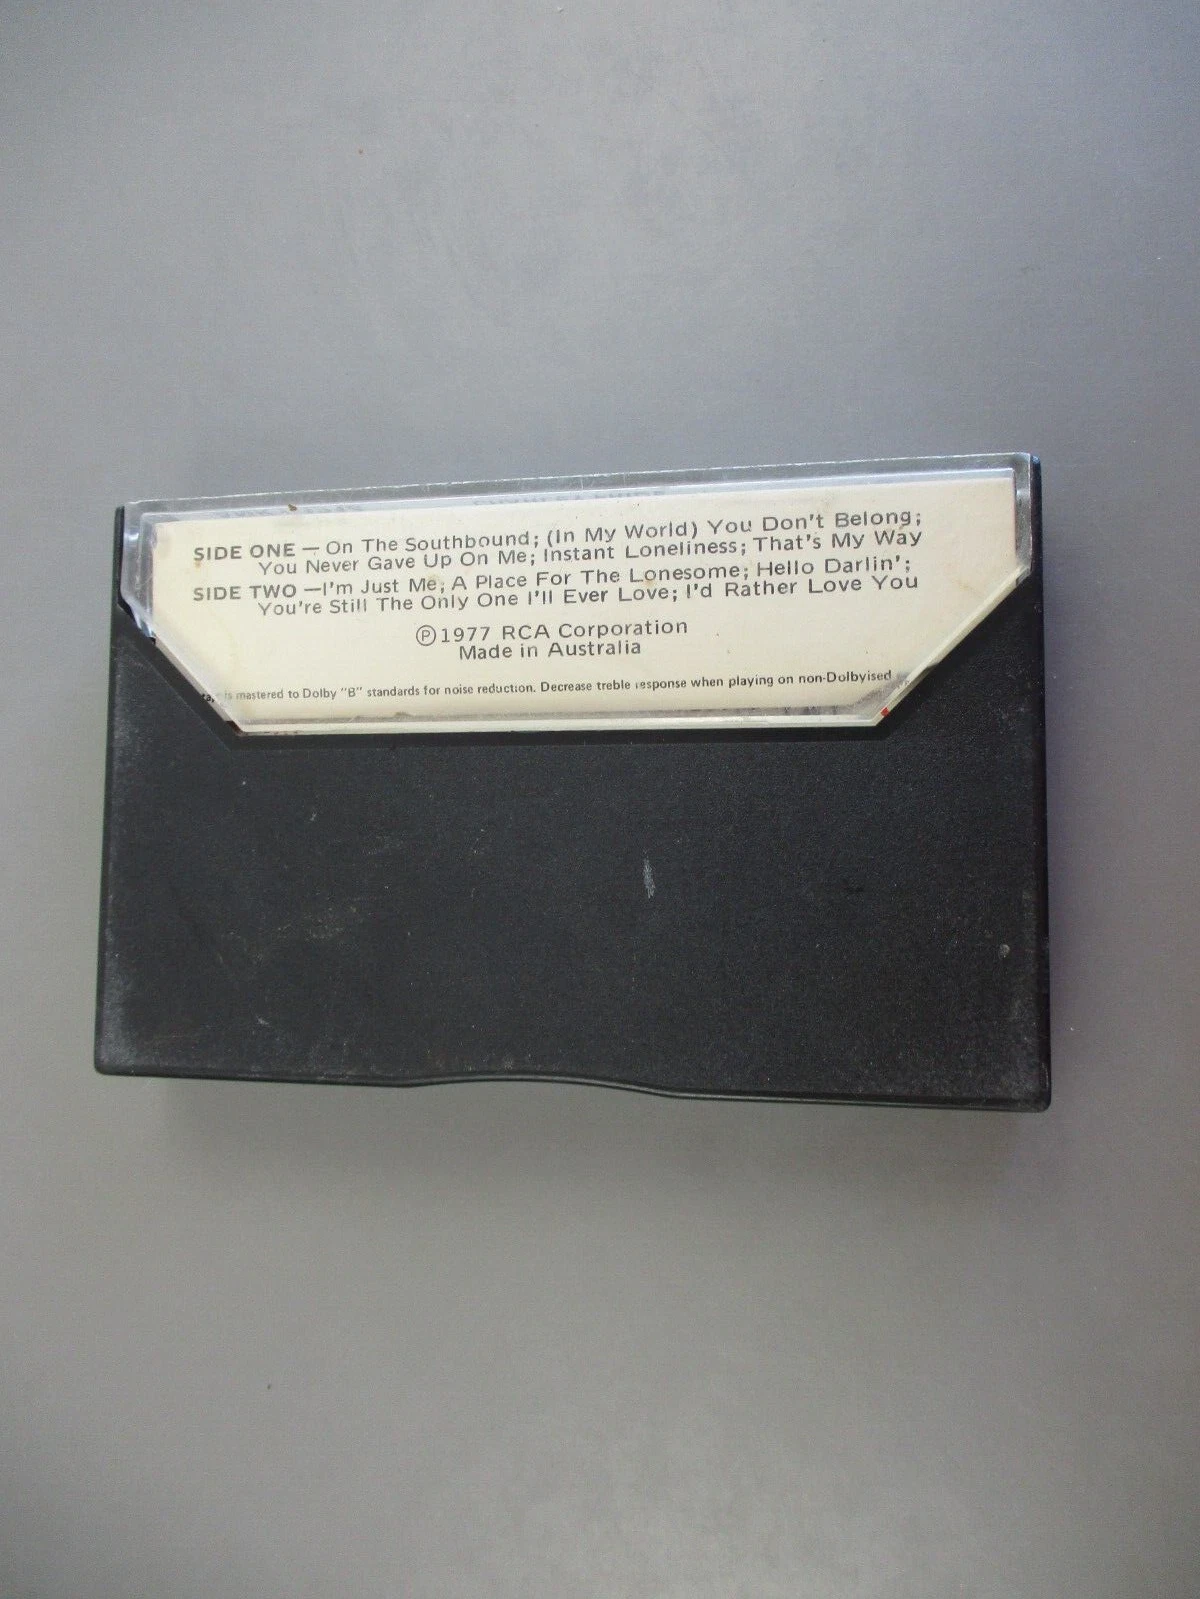 SIDE ONE — On The Southbound; (In My World) You Don't Belong;
You Never Gave Up On Me; Instant Loneliness; That's My Way
SIDE TWO —I'm Just Me; A Place For The Lonesome; Hello Darlin';
You're Still The Only One I'll Ever Love; I'd Rather Love You
Ⓟ1977 RCA Corporation
Made in Australia
is mastered to Dolby "B" standards for noise reduction. Decrease treble response when playing on non-Dolbyised